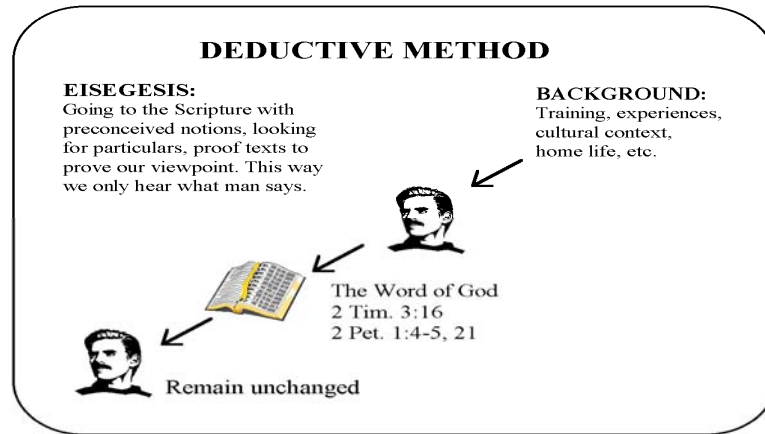 DEDUCTIVE METHOD
EISEGESIS:
Going to the Scripture with
preconceived notions, looking
for particulars, proof texts to
prove our viewpoint. This way
we only hear what man says.
BACKGROUND:
Training, experiences,
cultural context,
home life, etc.
The Word of God
2 Tim. 3:16
2 Pet. 1:4-5, 21
Remain unchanged